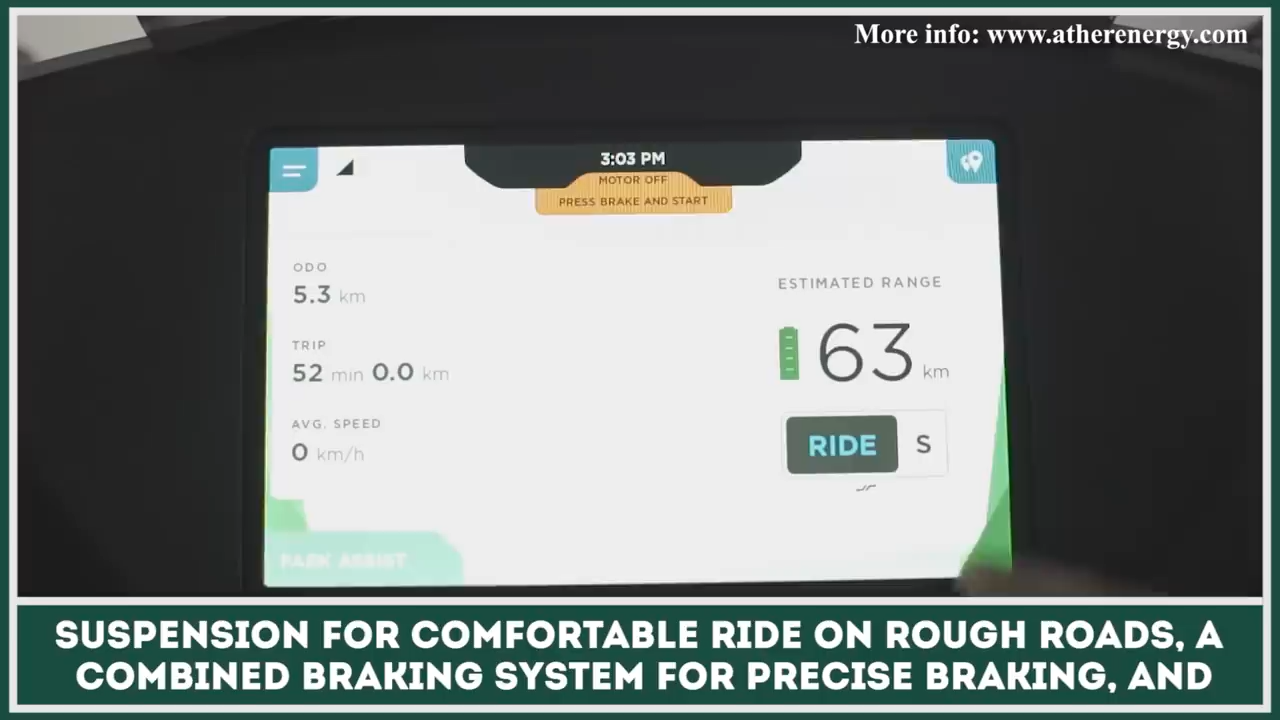 More info: www.atherenergy.com
3:03 PM
MOTOR OFF
PRESS BRAKE AND START
ODO
5.3 km
TRIP
52 min 0.0 km
AVG. SPEED
0 km/h
ESTIMATED RANGE
63 km
RIDE S
PARK ASSIST
SUSPENSION FOR COMFORTABLE RIDE ON ROUGH ROADS, A
COMBINED BRAKING SYSTEM FOR PRECISE BRAKING, AND